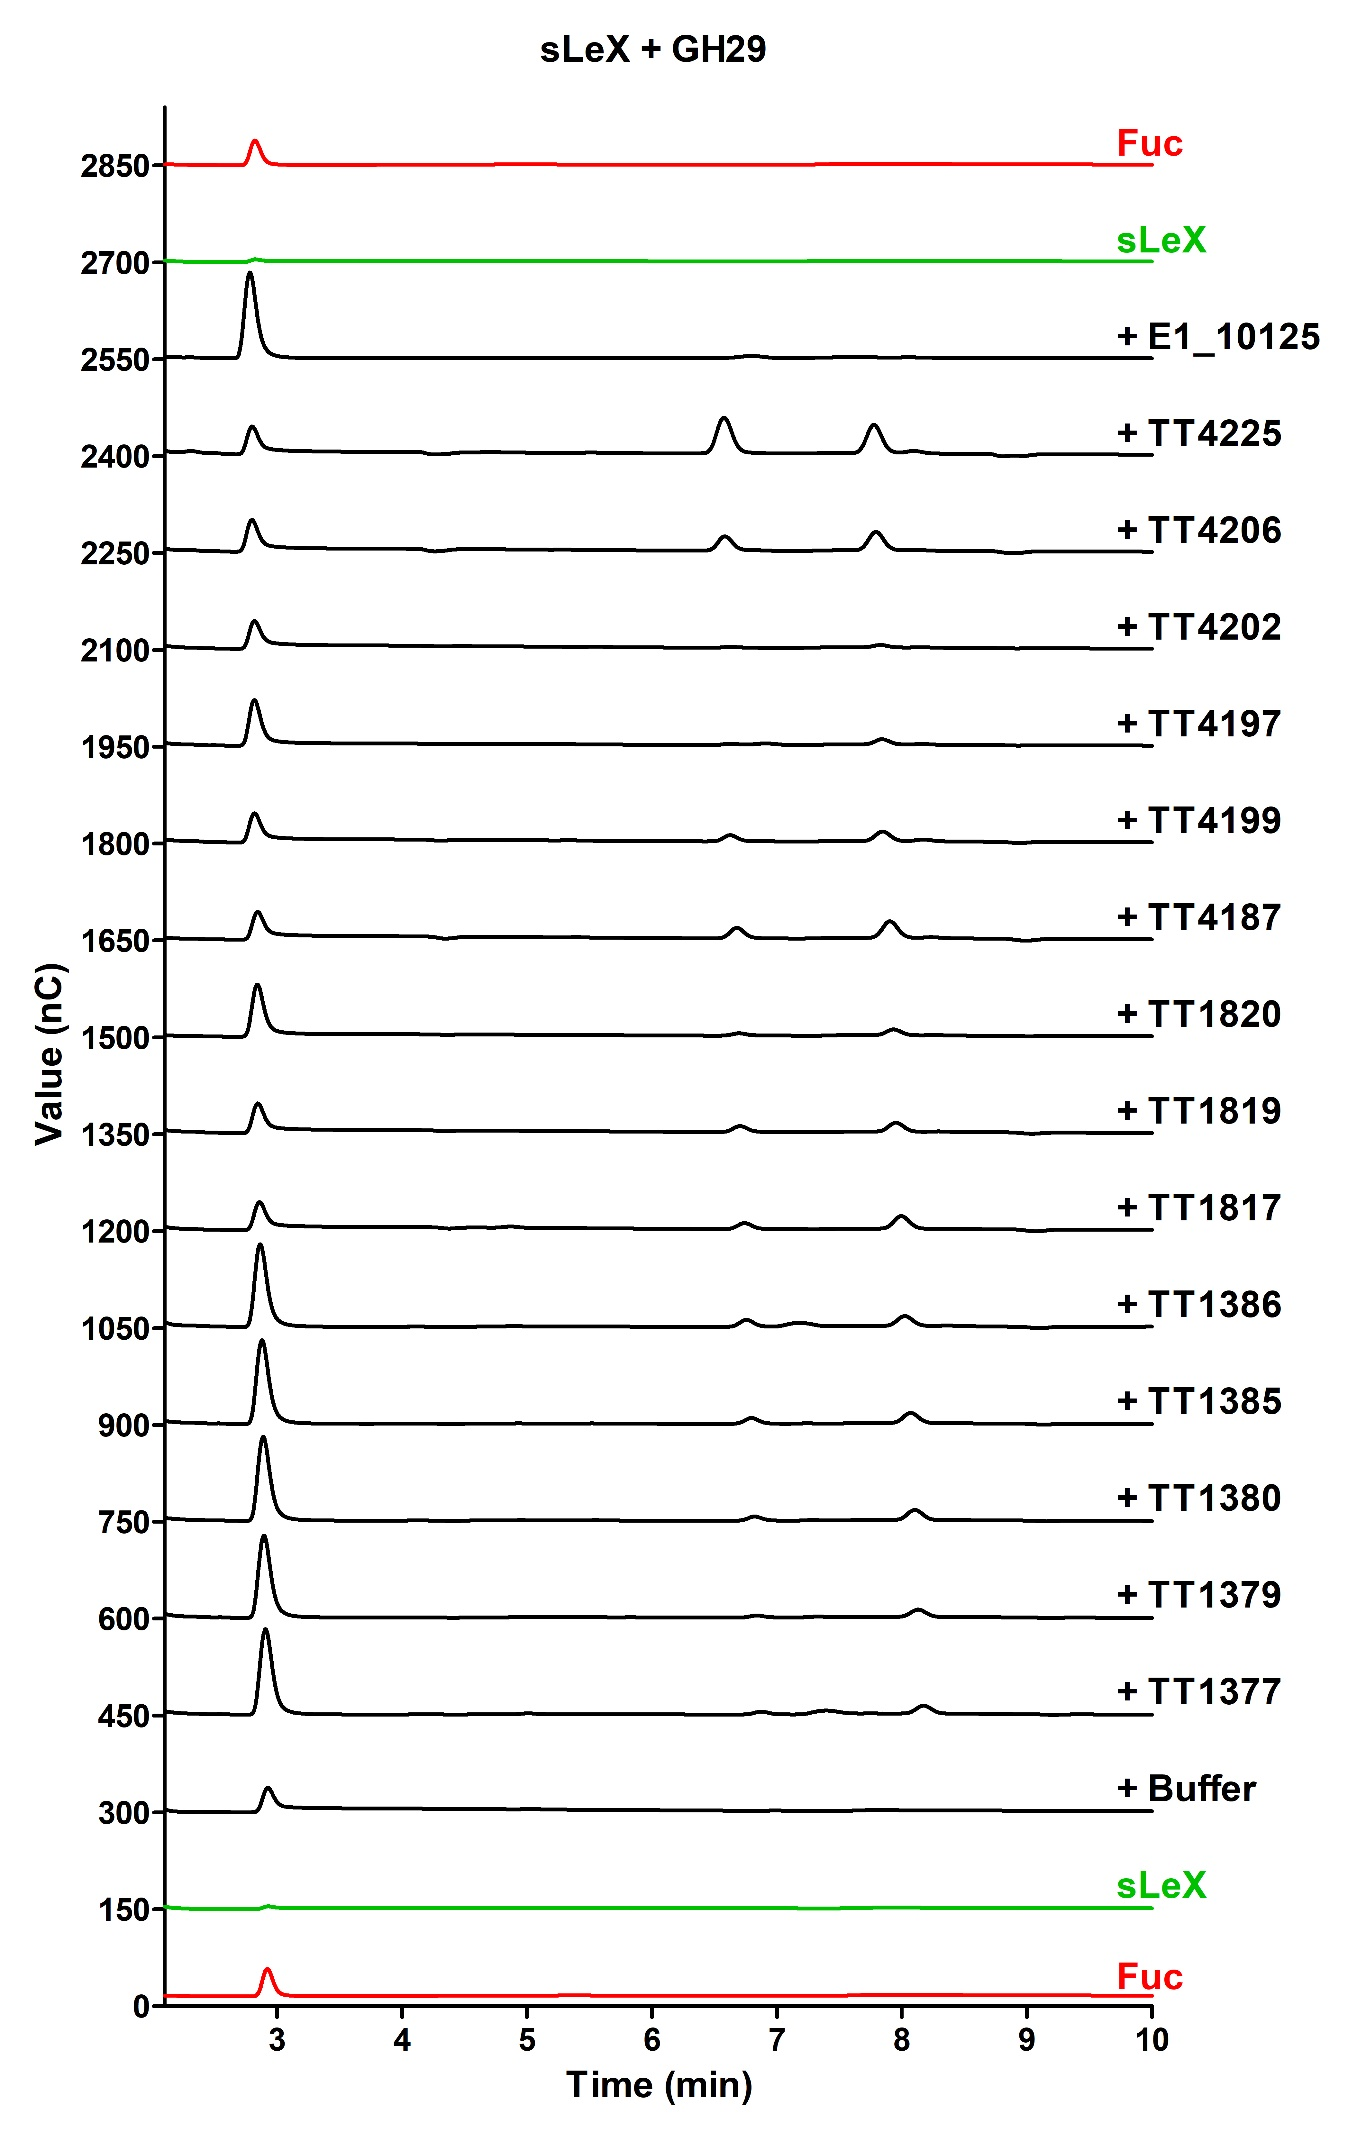 sLeX + GH29
Fuc
2850
sLeX
2700
+ E1_10125
2550
+ TT4225
2400
+ TT4206
2250
+ TT4202
2100
+ TT4197
1950
+ TT4199
1800
+ TT4187
1650
+ TT1820
1500
+ TT1819
1350
+ TT1817
1200
+ TT1386
1050
+ TT1385
900
+ TT1380
750
+ TT1379
600
+ TT1377
450
+ Buffer
300
sLeX
150
Fuc
0
Value (nC)
3 4 5 6 7 8 9 10
Time (min)